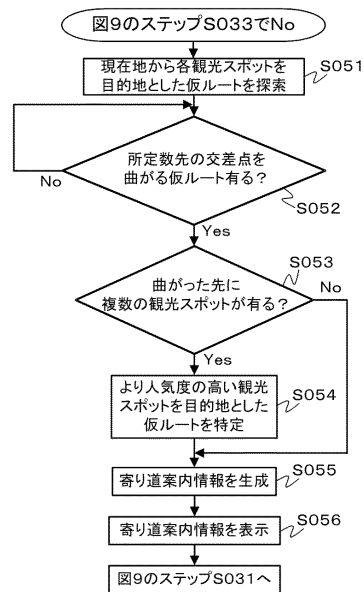 図9のステップS033でNo
現在地から各観光スポットを
目的地とした仮ルートを探索
S051
所定数先の交差点を
曲がる仮ルート有る？
No
S052
Yes
S053
曲がった先に
複数の観光スポットが有る？
No
Yes
より人気度の高い観光
スポットを目的地とした
仮ルートを特定
S054
寄り道案内情報を生成
S055
寄り道案内情報を表示
S056
図9のステップS031へ